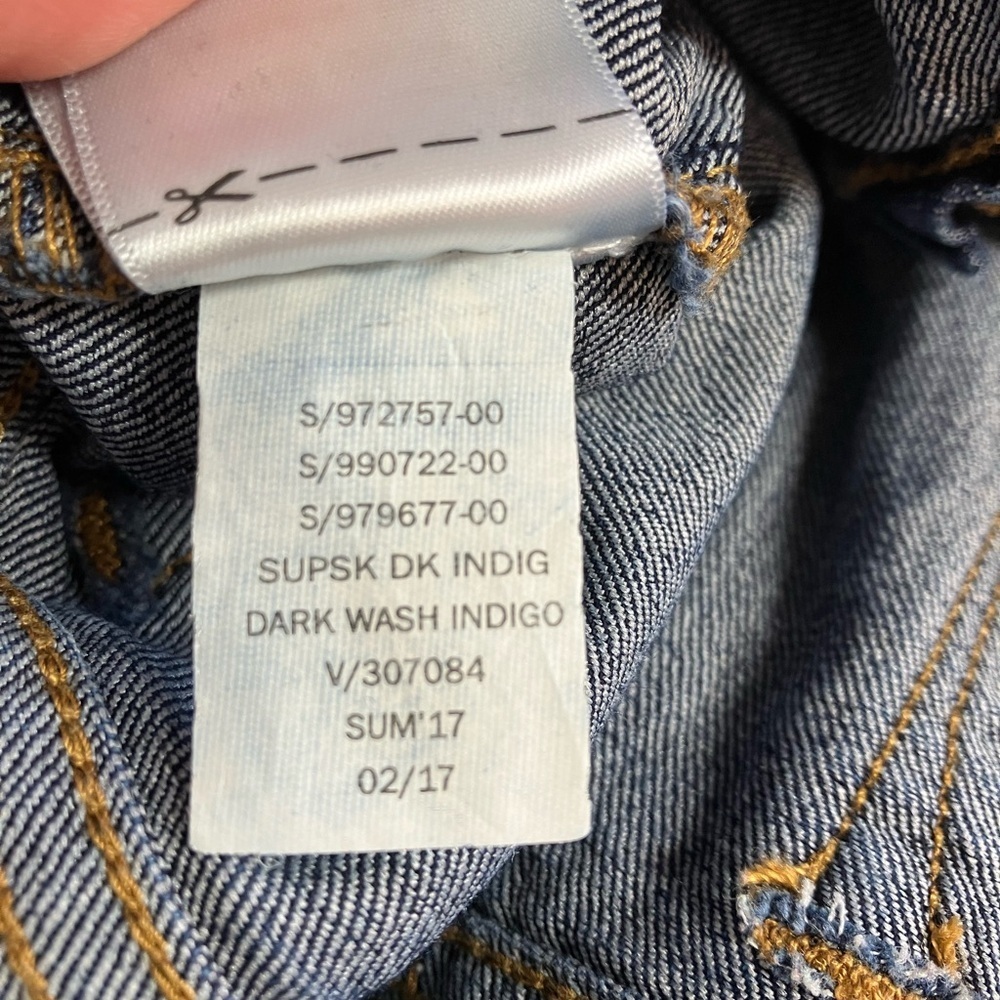 S/972757-00
S/990722-00
S/979677-00
SUPSK DK INDIG
DARK WASH INDIGO
V/307084
SUM'17
02/17